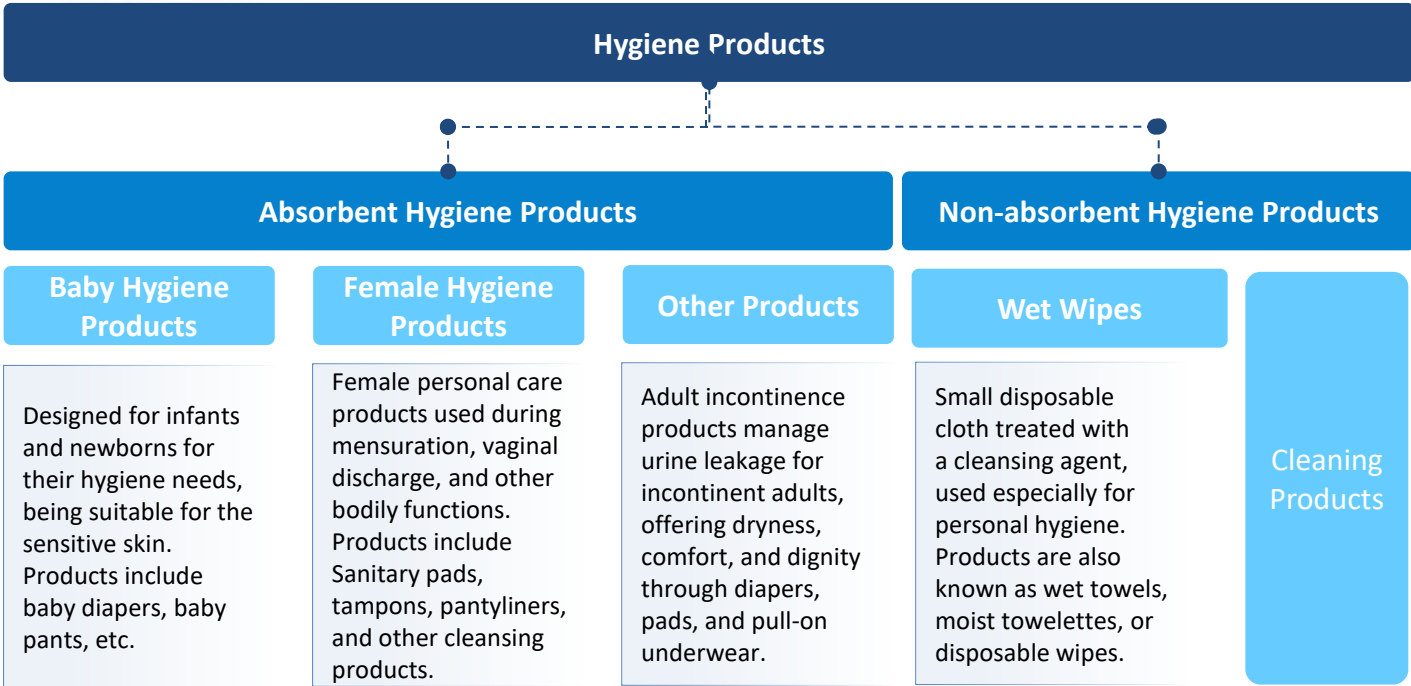 Hygiene Products
Absorbent Hygiene Products
Non-absorbent Hygiene Products
Baby Hygiene
Products
Designed for infants
and newborns for
their hygiene needs,
being suitable for the
sensitive skin.
Products include
baby diapers, baby
pants, etc.
Female Hygiene
Products
Female personal care
products used during
mensuration, vaginal
discharge, and other
bodily functions.
Products include
Sanitary pads,
tampons, pantyliners,
and other cleansing
products.
Other Products
Adult incontinence
products manage
urine leakage for
incontinent adults,
offering dryness,
comfort, and dignity
through diapers,
pads, and pull-on
underwear.
Wet Wipes
Small disposable
cloth treated with
a cleansing agent,
used especially for
personal hygiene.
Products are also
known as wet towels,
moist towelettes, or
disposable wipes.
Cleaning
Products